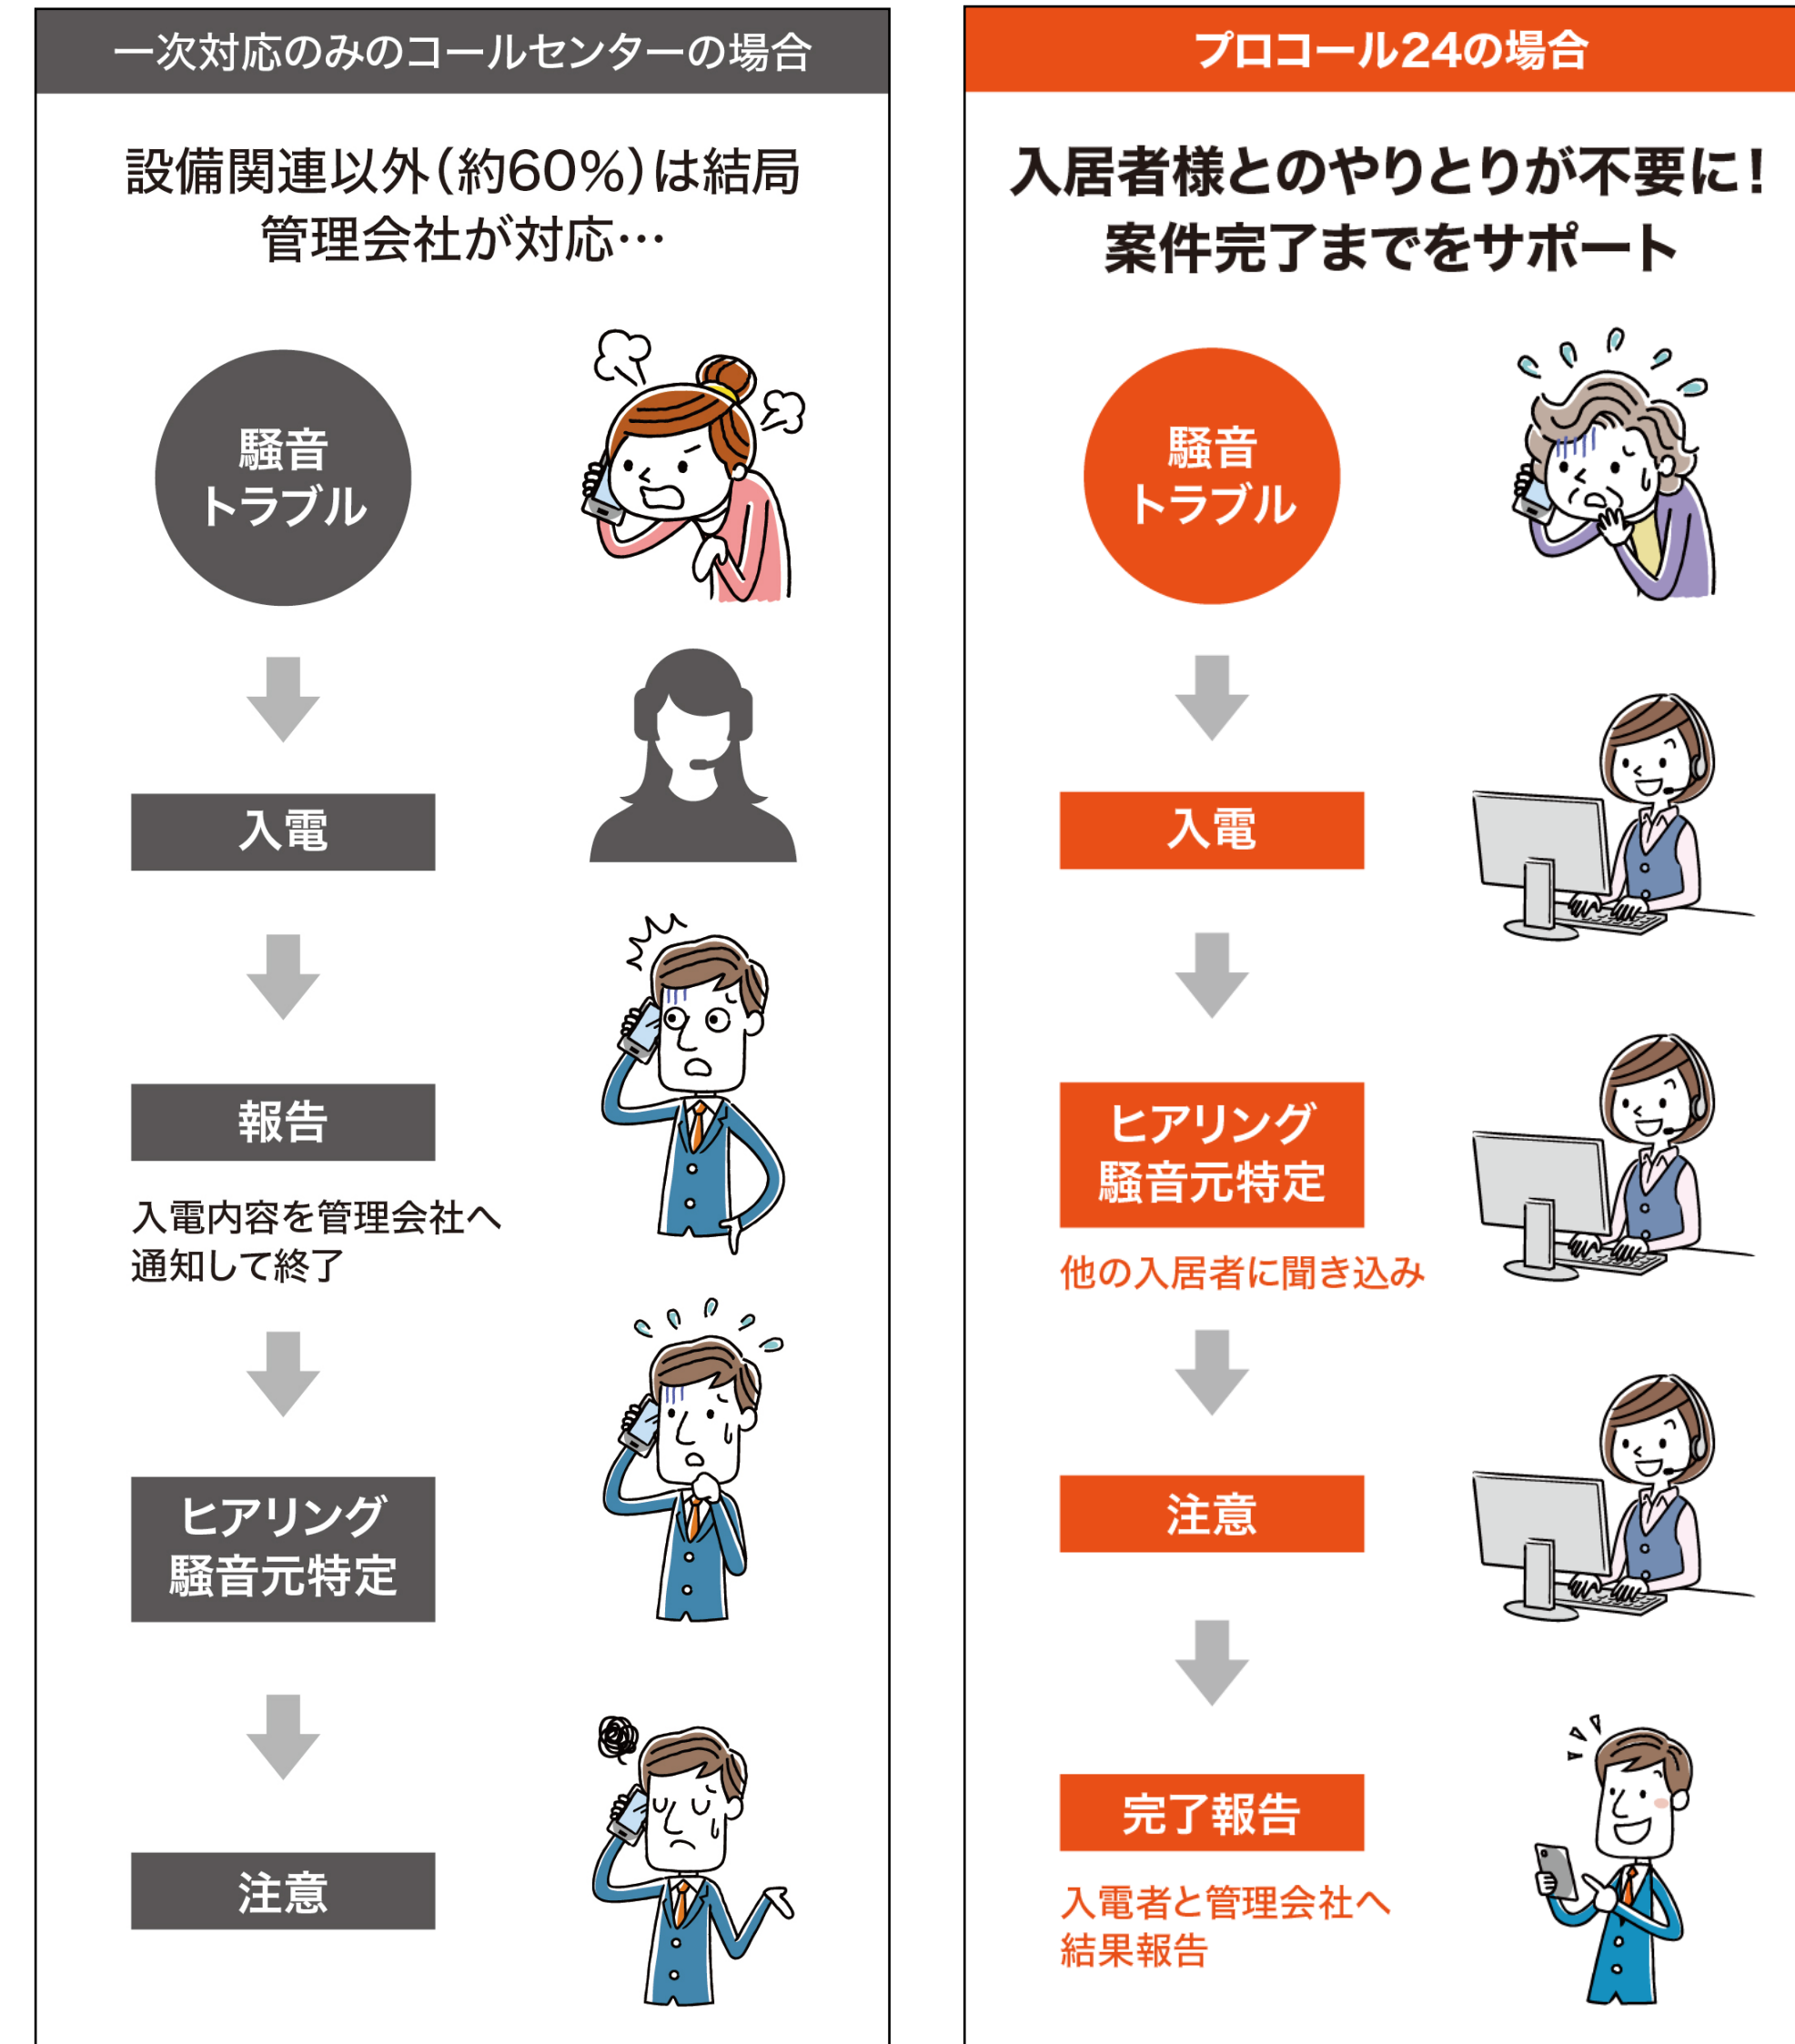 一次対応のみのコールセンターの場合
設備関連以外(約60%)は結局
管理会社が対応…
騒音
トラブル
入電
報告
入電内容を管理会社へ
通知して終了
ヒアリング
騒音元特定
注意
プロコール24の場合
入居者様とのやりとりが不要に!
案件完了までをサポート
騒音
トラブル
入電
ヒアリング
騒音元特定
他の入居者に聞き込み
注意
完了報告
入電者と管理会社へ
結果報告